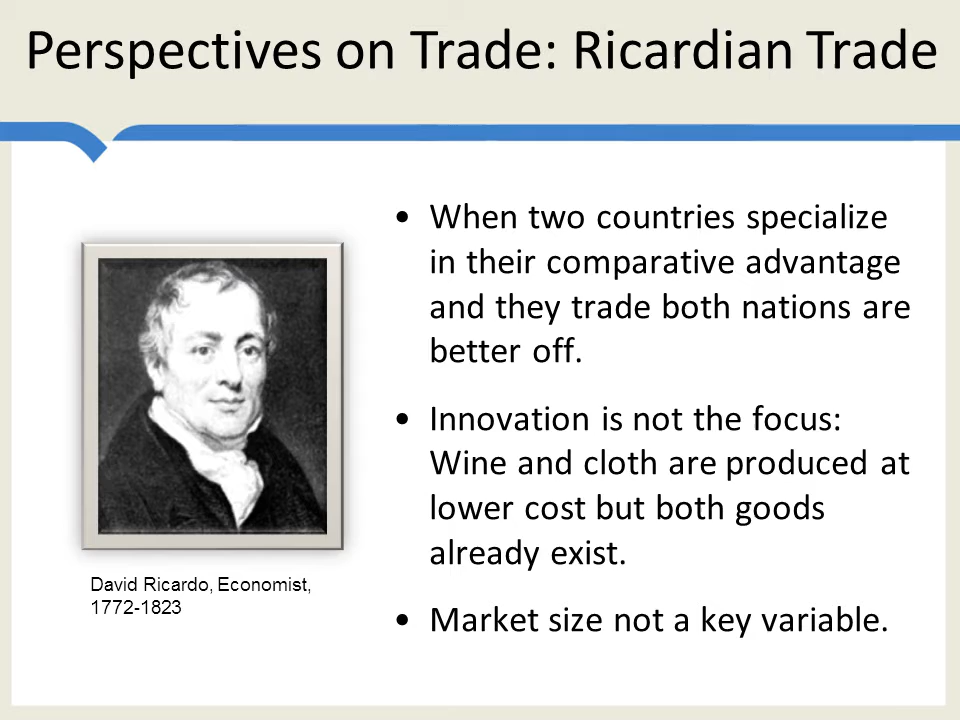 Perspectives on Trade: Ricardian Trade
• When two countries specialize
in their comparative advantage
and they trade both nations are
better off.
• Innovation is not the focus:
Wine and cloth are produced at
lower cost but both goods
already exist.
• Market size not a key variable.
David Ricardo, Economist,
1772-1823